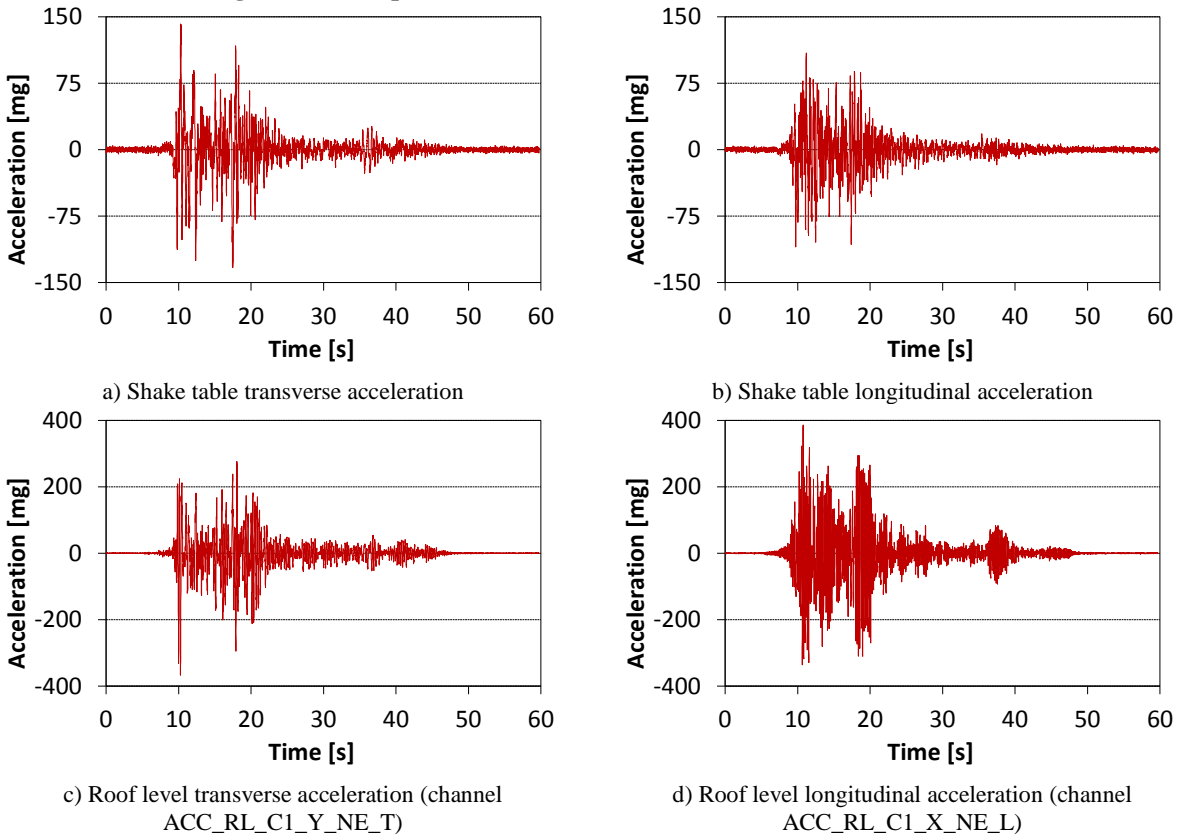 150
75
0
-75
-150
Acceleration [mg]
0 10 20 30 40 50 60
Time [s]
a) Shake table transverse acceleration
150
75
0
-75
-150
Acceleration [mg]
0 10 20 30 40 50 60
Time [s]
b) Shake table longitudinal acceleration
400
200
0
-200
-400
Acceleration [mg]
0 10 20 30 40 50 60
Time [s]
c) Roof level transverse acceleration (channel
ACC_RL_C1_Y_NE_T)
400
200
0
-200
-400
Acceleration [mg]
0 10 20 30 40 50 60
Time [s]
d) Roof level longitudinal acceleration (channel
ACC_RL_C1_X_NE_L)